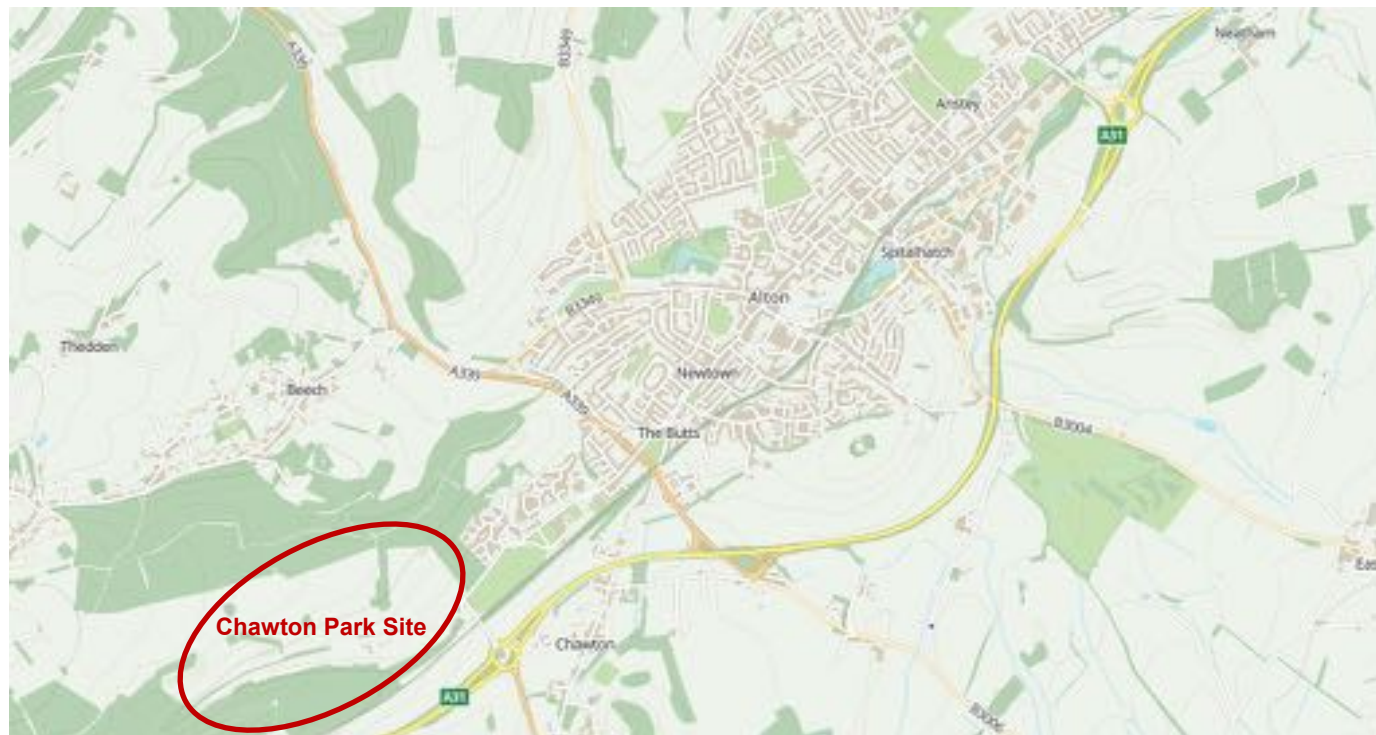 Neatham
A339
B3349
Anstey
A31
Spitalhatch
Alton
B3349
Thedden
A339
Newtown
Beech
A339
The Butts
B3004
Chawton Park Site
Chawton
A31
B3006